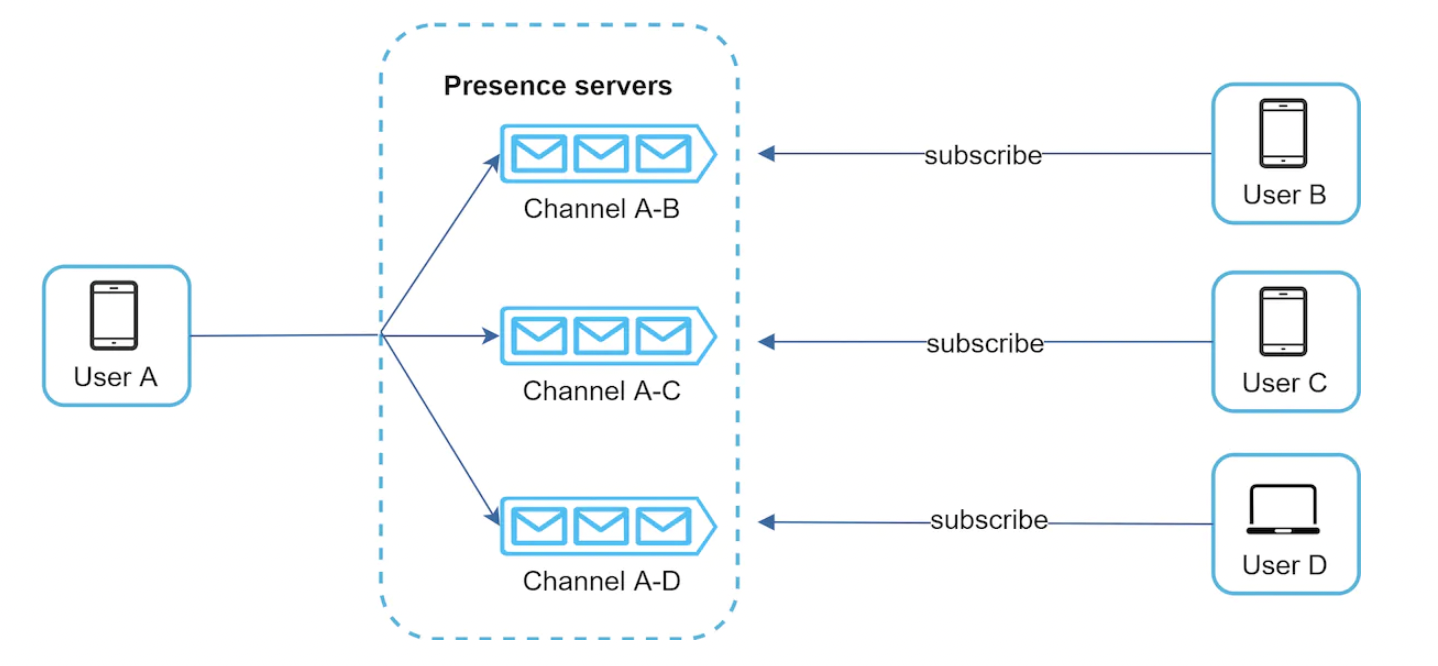 Presence servers
Channel A-B
subscribe
User B
User A
Channel A-C
subscribe
User C
Channel A-D
subscribe
User D